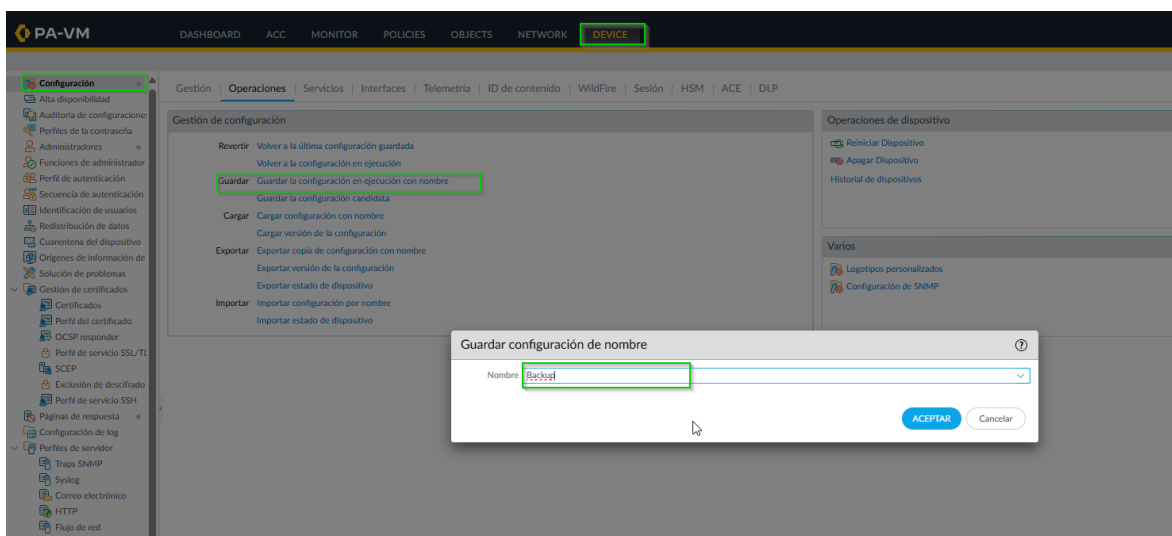 PA-VM
DASHBOARD ACC MONITOR POLICIES OBJECTS NETWORK DEVICE
Configuración
Alta disponibilidad
Auditoría de configuracione
Perfiles de la contraseña
Administradores
Funciones de administrador
Perfil de autenticación
Secuencia de autenticación
Identificación de usuarios
Redistribución de datos
Cuarentena del dispositivo
Orígenes de información de
Solución de problemas
Gestión de certificados
Certificados
Perfil del certificado
OCSP responder
Perfil de servicio SSL/TL
SCEP
Exclusión de descifrado
Perfil de servicio SSH
Páginas de respuesta
Configuración de log
Perfiles de servidor
Traps SNMP
Syslog
Correo electrónico
HTTP
Flujo de red
Gestión | Operaciones | Servicios | Interfaces | Telemetría | ID de contenido | WildFire | Sesión | HSM | ACE | DLP
Gestión de configuración
Revertir Volver a la última configuración guardada
Volver a la configuración en ejecución
Guardar Guardar la configuración en ejecución con nombre
Guardar la configuración candidata
Cargar Cargar configuración con nombre
Cargar versión de la configuración
Exportar Exportar copia de configuración con nombre
Exportar versión de la configuración
Exportar estado de dispositivo
Importar Importar configuración por nombre
Importar estado de dispositivo
Operaciones de dispositivo
Reiniciar Dispositivo
Apagar Dispositivo
Historial de dispositivos
Varios
Logotipos personalizados
Configuración de SNMP
Guardar configuración de nombre
Nombre Backup
ACEPTAR Cancelar